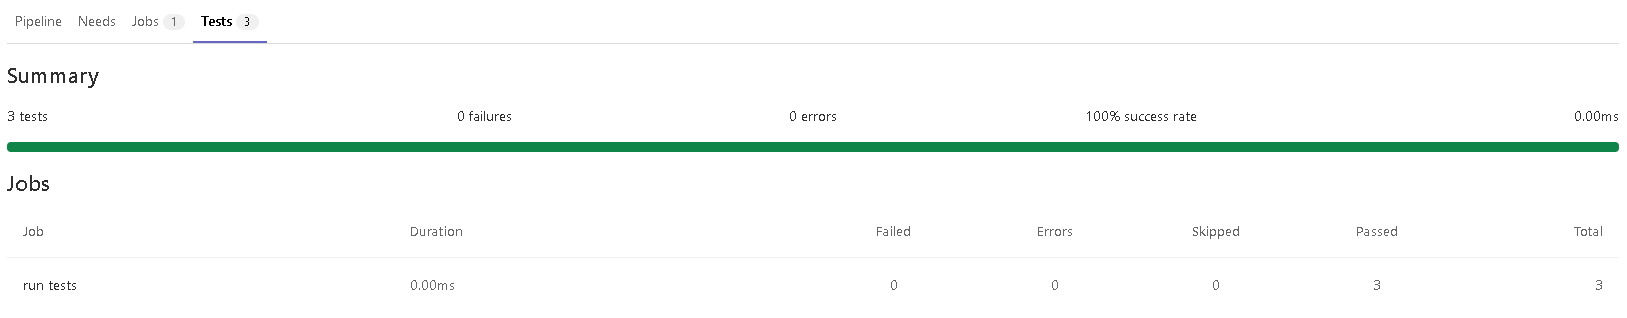 Pipeline Needs Jobs 1 Tests 3
Summary
3 tests 0 failures 0 errors 100% success rate 0.00ms
Jobs
Job Duration Failed Errors Skipped Passed Total
run tests 0.00ms 0 0 0 3 3